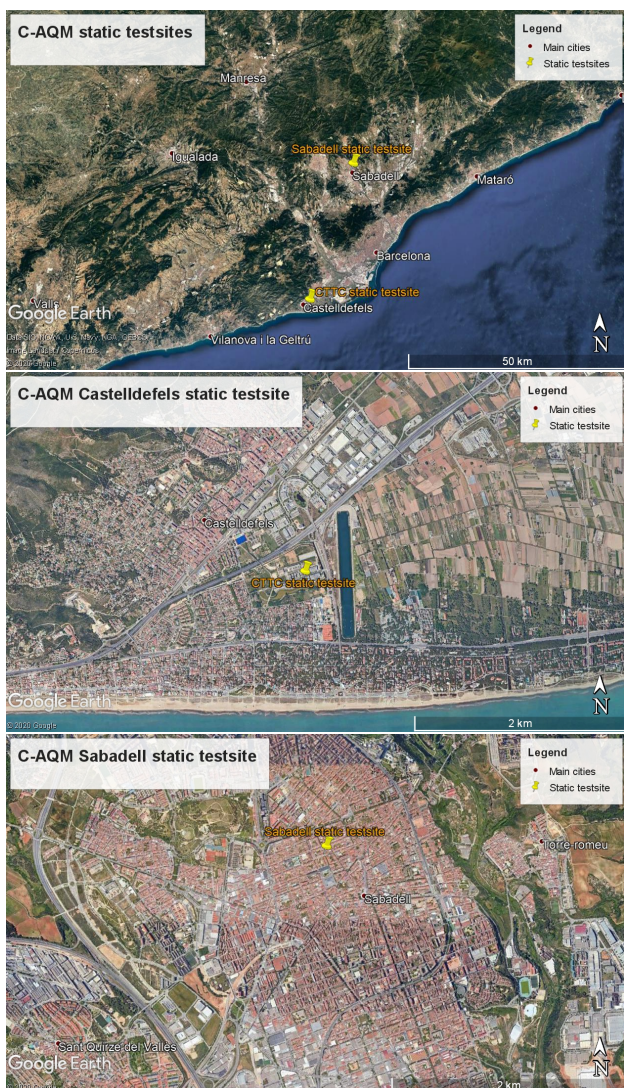 C-AQM static testsites
Legend
Main cities
Static testsites
Manresa
Igualada
Sabadell static testsite
Sabadell
Mataró
Barcelona
CTTC static testsite
Castelldefels
Valls
Google Earth
Vilanova i la Geltrú
N
50 km
C-AQM Castelldefels static testsite
Legend
Main cities
Static testsite
Castelldefels
CTTC static testsite
Google Earth
N
© 2020 Google
2 km
C-AQM Sabadell static testsite
Legend
Main cities
Static testsite
Sabadell static testsite
Torre-romeu
Sabadell
Sant Quirze del Vallès
Google Earth
N
2 km